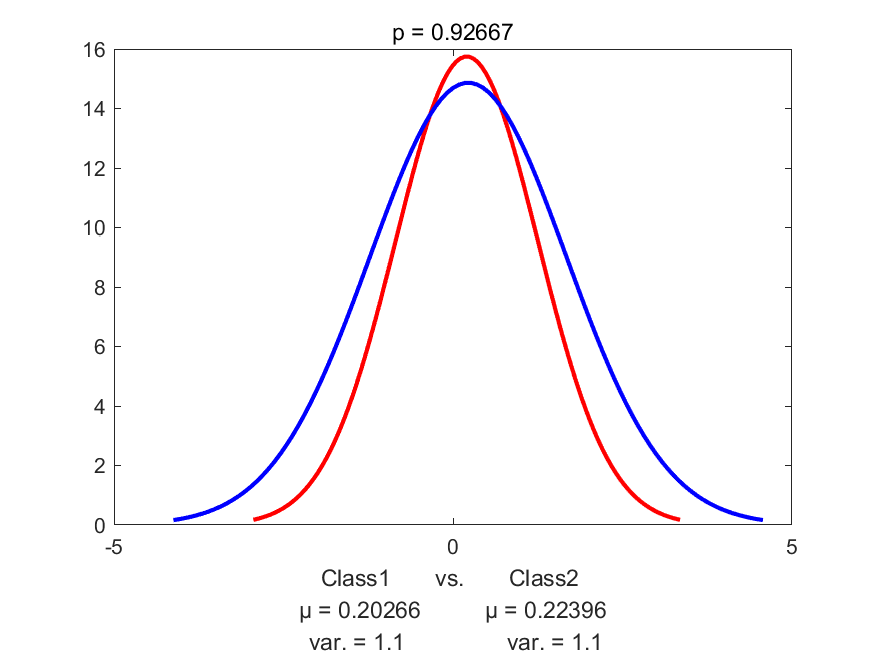 p = 0.92667
16
14
12
10
8
6
4
2
0
-5 0 5
Class1 vs. Class2
μ = 0.20266 μ = 0.22396
var. = 1.1 var. = 1.1